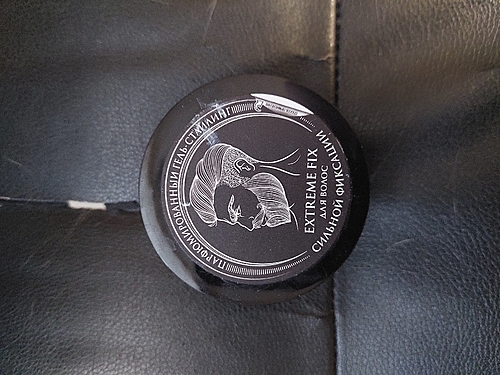 ПАРФЮМИРОВАННЫЙ ГЕЛЬ-СТАЙЛИНГ
EXTREME FIX
ДЛЯ ВОЛОС
СИЛЬНОЙ ФИКСАЦИИ